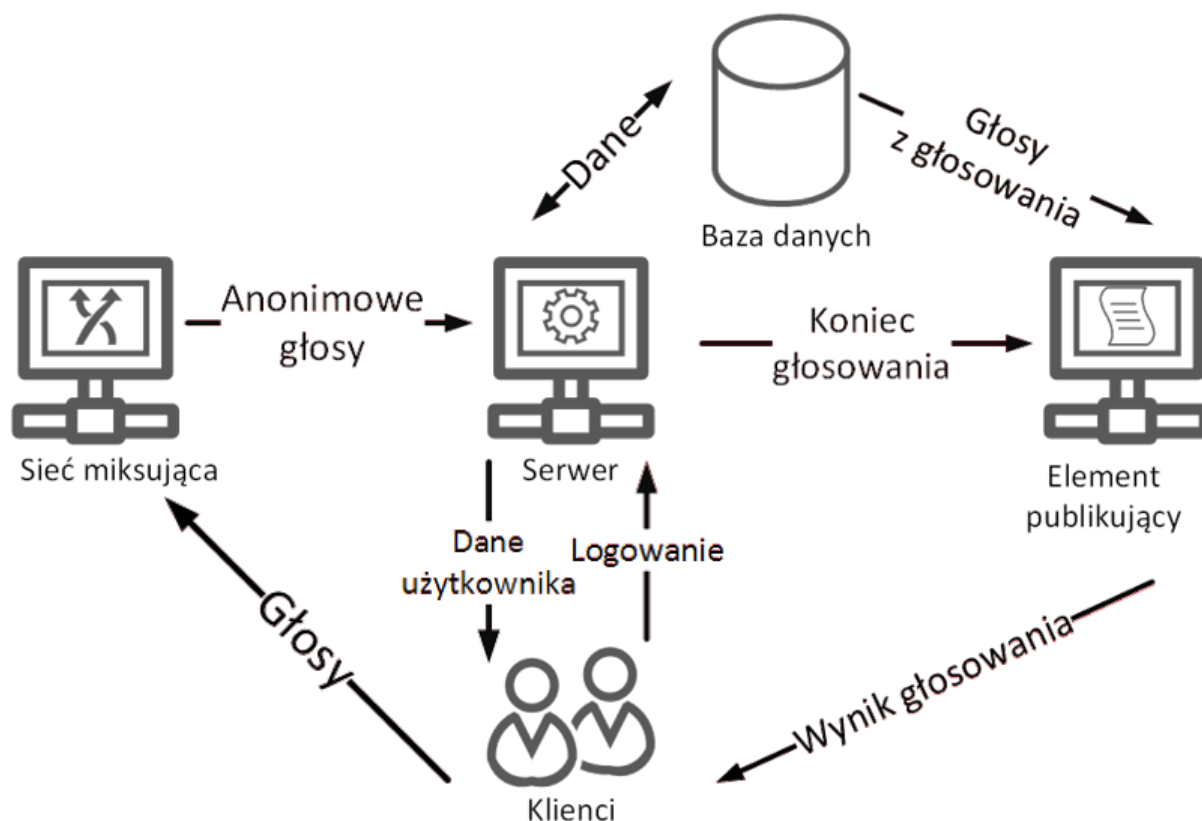 Dane
Głosy
z głosowania
Baza danych
Anonimowe
głosy
Koniec
głosowania
Sieć miksująca
Serwer
Element
publikujący
Dane
użytkownika
Logowanie
Głosy
Wynik głosowania
Klienci